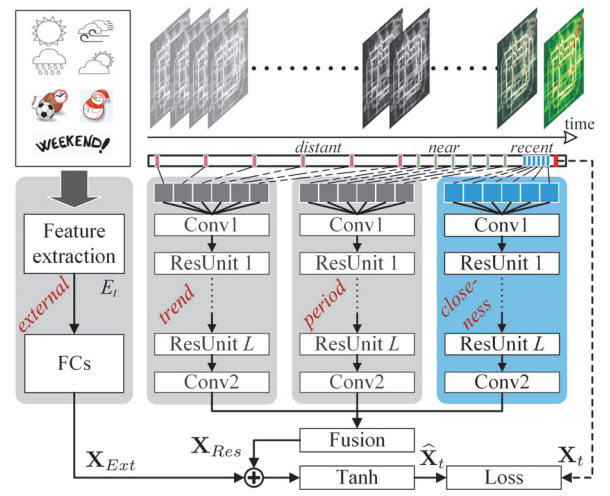 WEEKEND!
time
distant near recent
Feature extraction
external
E_t
FCs
Conv1
ResUnit 1
trend
ResUnit L
Conv2
Conv1
ResUnit 1
period
ResUnit L
Conv2
Conv1
ResUnit 1
close-
ness
ResUnit L
Conv2
X_Res
Fusion
X_Ext
Tanh
X̂_t
Loss
X_t